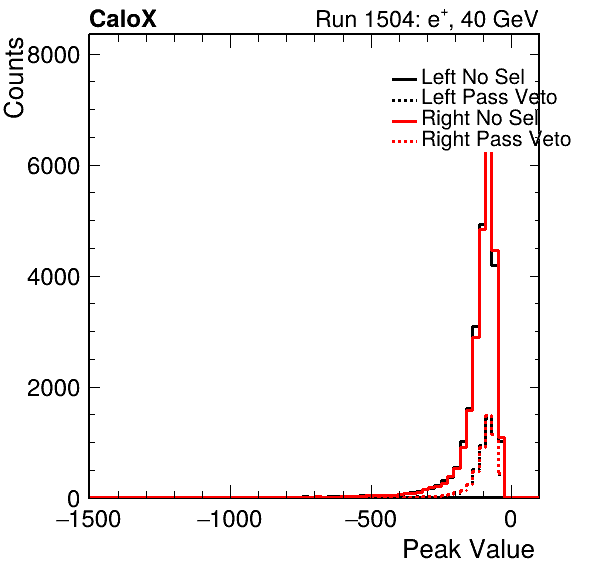 CaloX Run 1504: e+, 40 GeV
Counts
8000
6000
4000
2000
0
Left No Sel
Left Pass Veto
Right No Sel
Right Pass Veto
−1500 −1000 −500 0
Peak Value